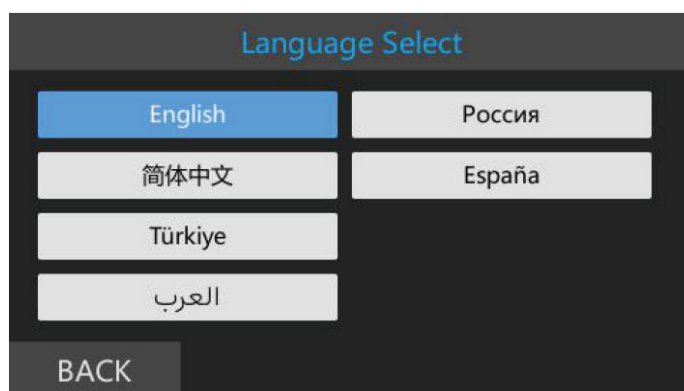 Language Select
English
Россия
简体中文
España
Türkiye
العرب
BACK